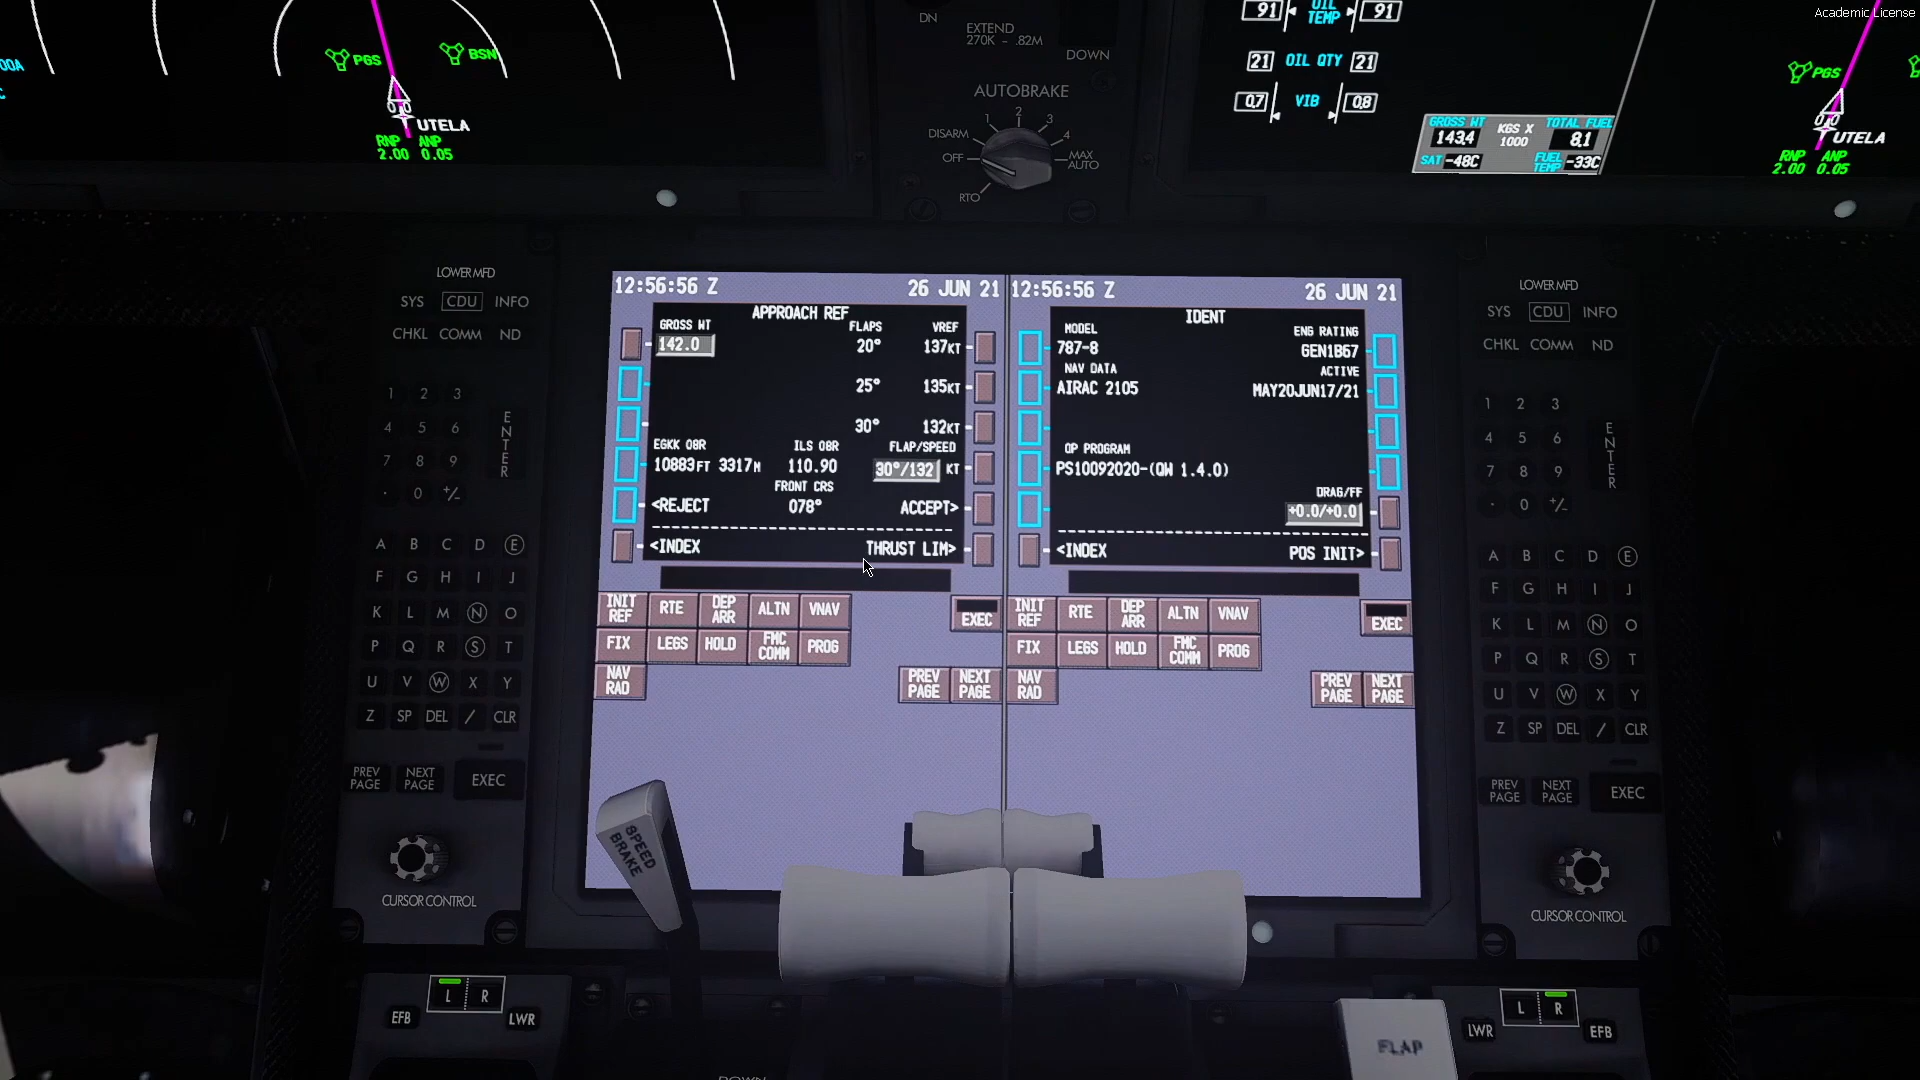 Academic License
00A
C
PGS
BSN
UTELA
RNP ANP
2.00 0.05
DN
EXTEND
270K - .82M
DOWN
AUTOBRAKE
DISARM 1 2 3 4
OFF MAX
AUTO
RTO
91 OIL
TEMP 91
21 OIL QTY 21
0.7 VIB 0.8
GROSS WT KGS X TOTAL FUEL
143.4 1000 8.1
SAT -48C FUEL
TEMP -33C
PGS
UTELA
RNP ANP
2.00 0.05
LOWER MFD
SYS CDU INFO
CHKL COMM ND
1 2 3
4 5 6
7 8 9
. 0 +/-
ENTER
A B C D E
F G H I J
K L M N O
P Q R S T
U V W X Y
Z SP DEL / CLR
PREV
PAGE NEXT
PAGE EXEC
CURSOR CONTROL
L R
EFB LWR
12:56:56 Z 26 JUN 21
APPROACH REF
GROSS WT FLAPS VREF
142.0 20° 137KT
25° 135KT
30° 132KT
EGKK 08R ILS 08R FLAP/SPEED
10883FT 3317M 110.90 30°/132 KT
FRONT CRS
<REJECT 078° ACCEPT>
<INDEX THRUST LIM>
INIT
REF RTE DEP
ARR ALTN VNAV
EXEC
FIX LEGS HOLD FMC
COMM PROG
NAV
RAD
PREV
PAGE NEXT
PAGE
12:56:56 Z 26 JUN 21
IDENT
MODEL ENG RATING
787-8 GEN1B67
NAV DATA ACTIVE
AIRAC 2105 MAY20JUN17/21
OP PROGRAM
PS10092020-(QW 1.4.0)
DRAG/FF
+0.0/+0.0
<INDEX POS INIT>
INIT
REF RTE DEP
ARR ALTN VNAV
EXEC
FIX LEGS HOLD FMC
COMM PROG
NAV
RAD
PREV
PAGE NEXT
PAGE
SPEED
BRAKE
LOWER MFD
SYS CDU INFO
CHKL COMM ND
1 2 3
4 5 6
7 8 9
. 0 +/-
ENTER
A B C D E
F G H I J
K L M N O
P Q R S T
U V W X Y
Z SP DEL / CLR
PREV
PAGE NEXT
PAGE EXEC
CURSOR CONTROL
L R
LWR EFB
FLAP
DOWN